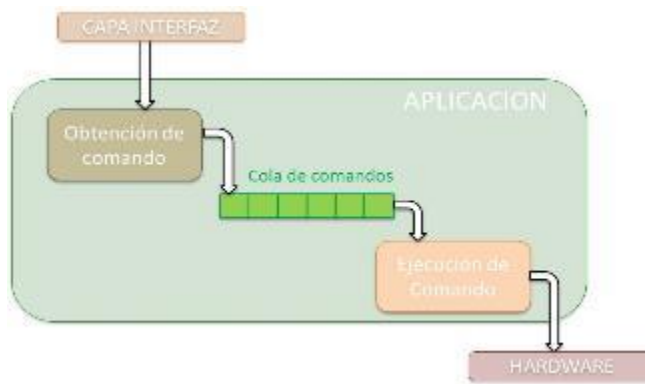 CAPA INTERFAZ
APLICACION
Obtención de
comando
Cola de comandos
Ejecución de
Comando
HARDWARE